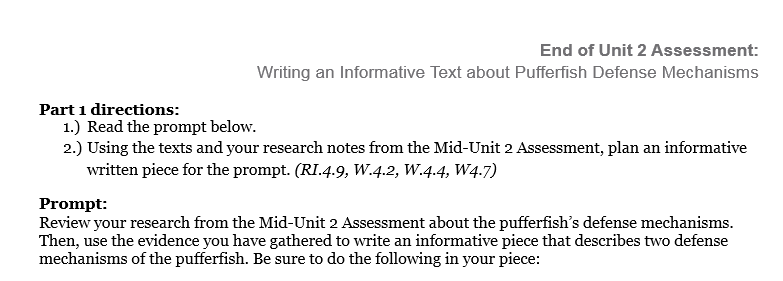 End of Unit 2 Assessment:
Writing an Informative Text about Pufferfish Defense Mechanisms
Part 1 directions:
1.) Read the prompt below.
2.) Using the texts and your research notes from the Mid-Unit 2 Assessment, plan an informative
written piece for the prompt. (RI.4.9, W.4.2, W.4.4, W4.7)
Prompt:
Review your research from the Mid-Unit 2 Assessment about the pufferfish’s defense mechanisms.
Then, use the evidence you have gathered to write an informative piece that describes two defense
mechanisms of the pufferfish. Be sure to do the following in your piece: